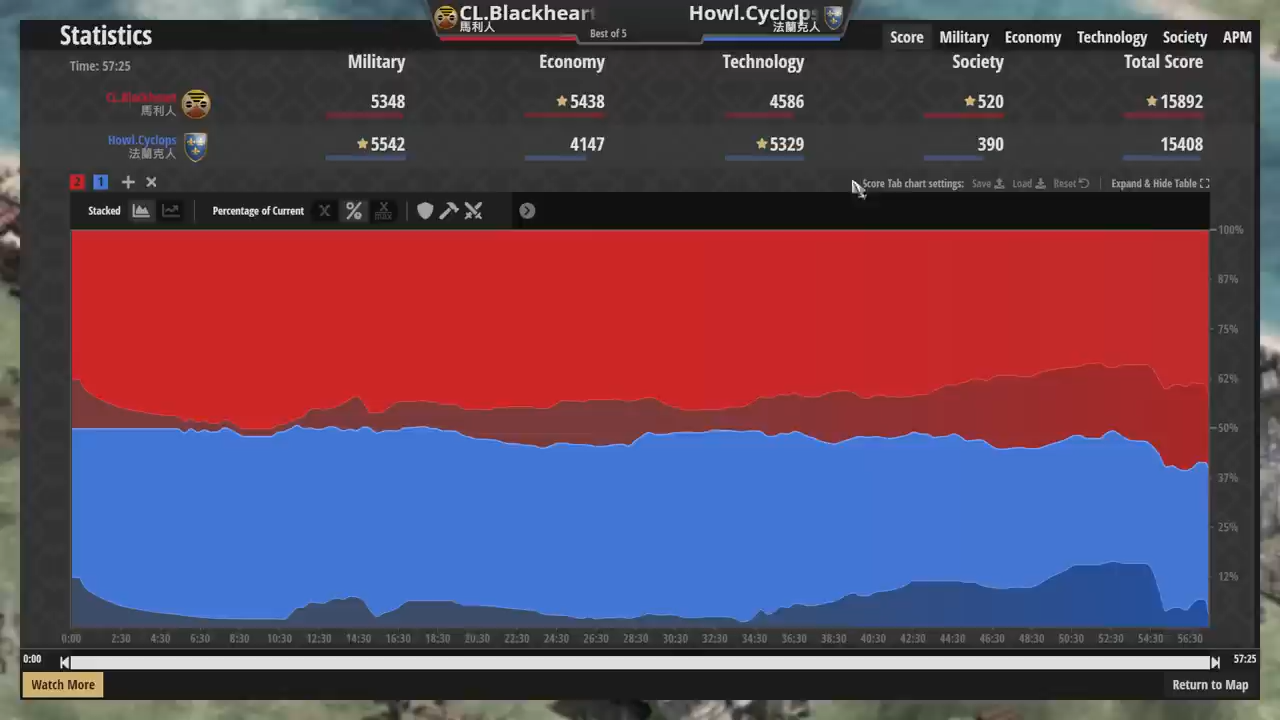 CL.Blackheart
馬利人
Best of 5
Howl.Cyclops
法蘭克人
Statistics
Score Military Economy Technology Society APM
Time: 57:25
Military Economy Technology Society Total Score
CL.Blackheart
馬利人
5348 5438 4586 520 15892
Howl.Cyclops
法蘭克人
5542 4147 5329 390 15408
2 1
Score Tab chart settings: Save Load Reset Expand & Hide Table
Stacked Percentage of Current X % X max
100%
87%
75%
62%
50%
37%
25%
12%
0:00 2:30 4:30 6:30 8:30 10:30 12:30 14:30 16:30 18:30 20:30 22:30 24:30 26:30 28:30 30:30 32:30 34:30 36:30 38:30 40:30 42:30 44:30 46:30 48:30 50:30 52:30 54:30 56:30
0:00 57:25
Watch More Return to Map